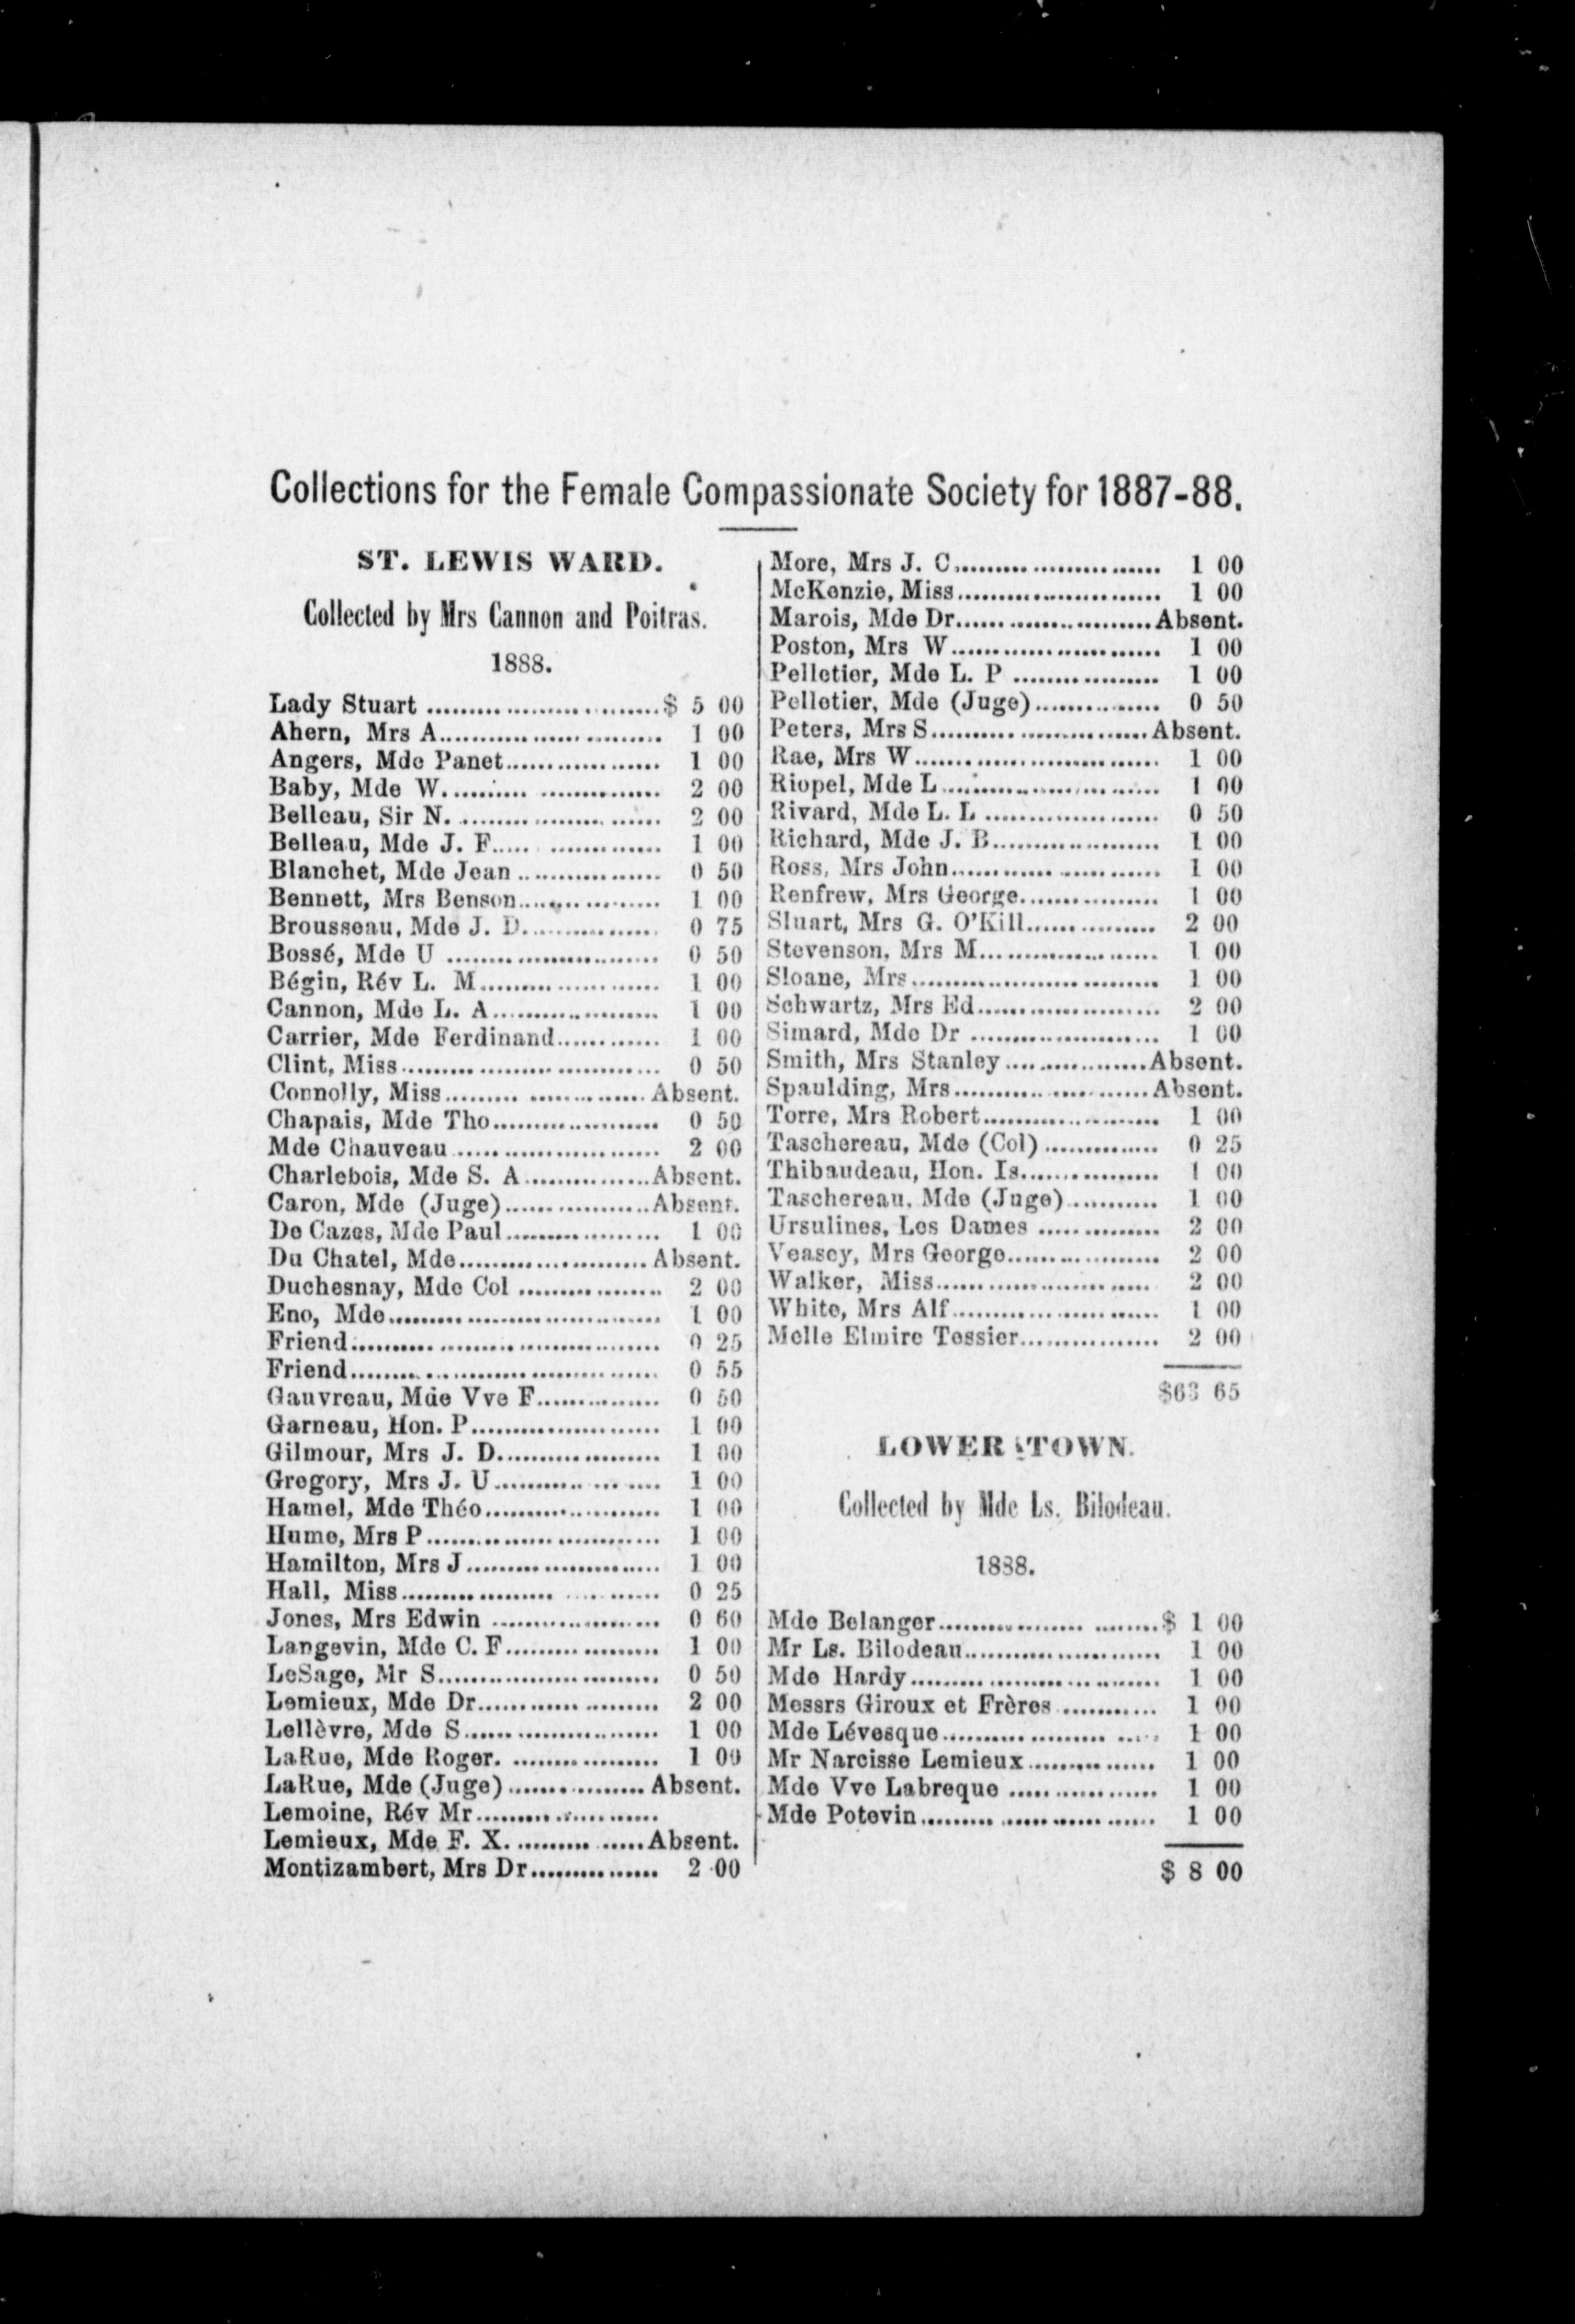 Collections for the Female Compassionate Society for 1887-88.
ST. LEWIS WARD.
Collected by Mrs Cannon and Poitras.
1888.
Lady Stuart ........................... $ 5 00
Ahern, Mrs A........................... 1 00
Angers, Mde Panet.................. 1 00
Baby, Mde W. ........................ 2 00
Belleau, Sir N. ........................ 2 00
Belleau, Mde J. F.................... 1 00
Blanchet, Mde Jean ................. 0 50
Bennett, Mrs Benson................. 1 00
Brousseau, Mde J. D................ 0 75
Bossé, Mde U ........................ 0 50
Bégin, Rév L. M..................... 1 00
Cannon, Mde L. A................... 1 00
Carrier, Mde Ferdinand............ 1 00
Clint, Miss.............................. 0 50
Connolly, Miss........................ Absent.
Chapais, Mde Tho................... 0 50
Mde Chauveau ........................ 2 00
Charlebois, Mde S. A............... Absent.
Caron, Mde (Juge)................. Absent.
De Cazes, Mde Paul................. 1 00
Du Chatel, Mde...................... Absent.
Duchesnay, Mde Col ................ 2 00
Eno, Mde................................ 1 00
Friend.................................... 0 25
Friend.................................... 0 55
Gauvreau, Mde Vve F.............. 0 50
Garneau, Hon. P..................... 1 00
Gilmour, Mrs J. D................... 1 00
Gregory, Mrs J. U................... 1 00
Hamel, Mde Théo.................... 1 00
Hume, Mrs P.......................... 1 00
Hamilton, Mrs J...................... 1 00
Hall, Miss.............................. 0 25
Jones, Mrs Edwin ................... 0 60
Langevin, Mde C. F................. 1 00
LeSage, Mr S.......................... 0 50
Lemieux, Mde Dr.................... 2 00
Lellèvre, Mde S...................... 1 00
LaRue, Mde Roger. ................. 1 00
LaRue, Mde (Juge)................ Absent.
Lemoine, Rév Mr....................
Lemieux, Mde F. X. ............... Absent.
Montizambert, Mrs Dr............... 2 00
More, Mrs J. C........................ 1 00
McKenzie, Miss....................... 1 00
Marois, Mde Dr...................... Absent.
Poston, Mrs W........................ 1 00
Pelletier, Mde L. P ................. 1 00
Pelletier, Mde (Juge).............. 0 50
Peters, Mrs S......................... Absent.
Rae, Mrs W............................ 1 00
Riopel, Mde L......................... 1 00
Rivard, Mde L. L .................... 0 50
Richard, Mde J. B................... 1 00
Ross, Mrs John........................ 1 00
Renfrew, Mrs George................ 1 00
Stuart, Mrs G. O'Kill............... 2 00
Stevenson, Mrs M.................... 1 00
Sloane, Mrs............................ 1 00
Schwartz, Mrs Ed.................... 2 00
Simard, Mde Dr ..................... 1 00
Smith, Mrs Stanley................. Absent.
Spaulding, Mrs...................... Absent.
Torre, Mrs Robert................... 1 00
Taschereau, Mde (Col) ............. 0 25
Thibaudeau, Hon. Is................ 1 00
Taschereau, Mde (Juge)........... 1 00
Ursulines, Les Dames .............. 2 00
Veasey, Mrs George................. 2 00
Walker, Miss.......................... 2 00
White, Mrs Alf....................... 1 00
Melle Elmire Tessier................ 2 00
$63 65
LOWER TOWN.
Collected by Mde Ls. Bilodeau.
1888.
Mde Belanger......................... $ 1 00
Mr Ls. Bilodeau...................... 1 00
Mde Hardy............................. 1 00
Messrs Giroux et Frères ........... 1 00
Mde Lévesque......................... 1 00
Mr Narcisse Lemieux............... 1 00
Mde Vve Labreque ................. 1 00
Mde Potevin........................... 1 00
$ 8 00